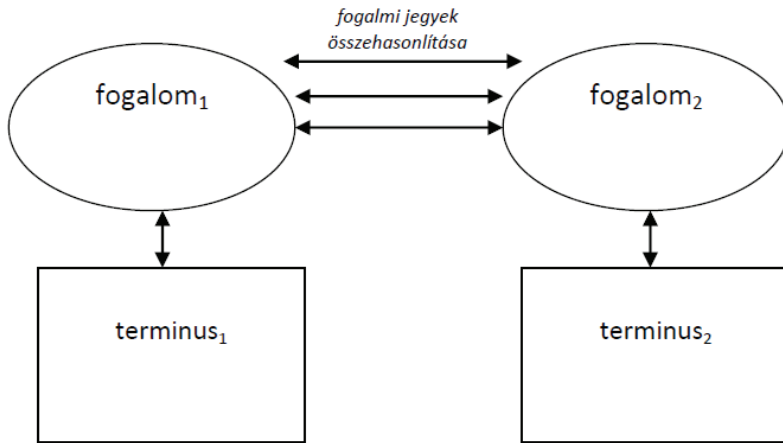 fogalmi jegyek
összehasonlítása
fogalom₁
fogalom₂
terminus₁
terminus₂